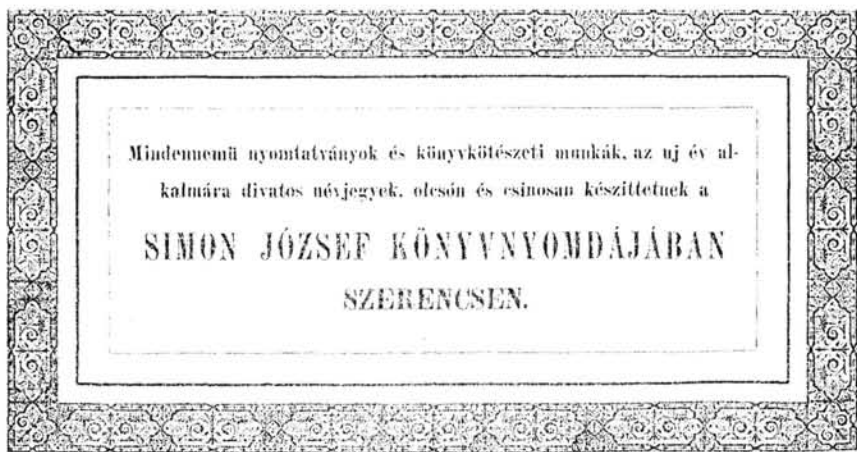 Mindennemü nyomtatványok és könyvkötészeti munkák, az uj év al-
kalmára divatos névjegyek, olcsón és csinosan készittetnek a
SIMON JÓZSEF KÖNYVNYOMDÁJÁBAN
SZERENCSEN.